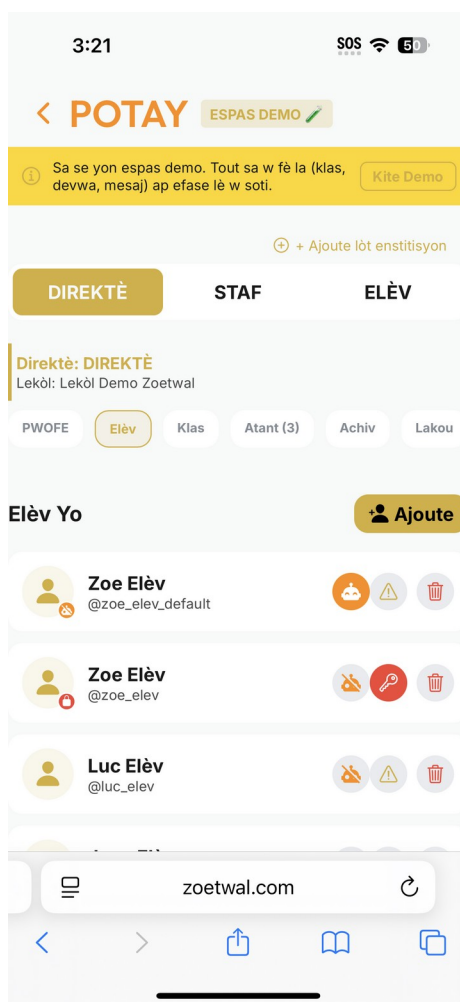 3:21 SOS 50
POTAY ESPAS DEMO
Sa se yon espas demo. Tout sa w fè la (klas,
devwa, mesaj) ap efase lè w soti.
Kite Demo
+ Ajoute lòt enstitisyon
DIREKTÈ STAF ELÈV
Direktè: DIREKTÈ
Lekòl: Lekòl Demo Zoetwal
PWOFE Elèv Klas Atant (3) Achiv Lakou
Elèv Yo Ajoute
Zoe Elèv
@zoe_elev_default
Zoe Elèv
@zoe_elev
Luc Elèv
@luc_elev
zoetwal.com